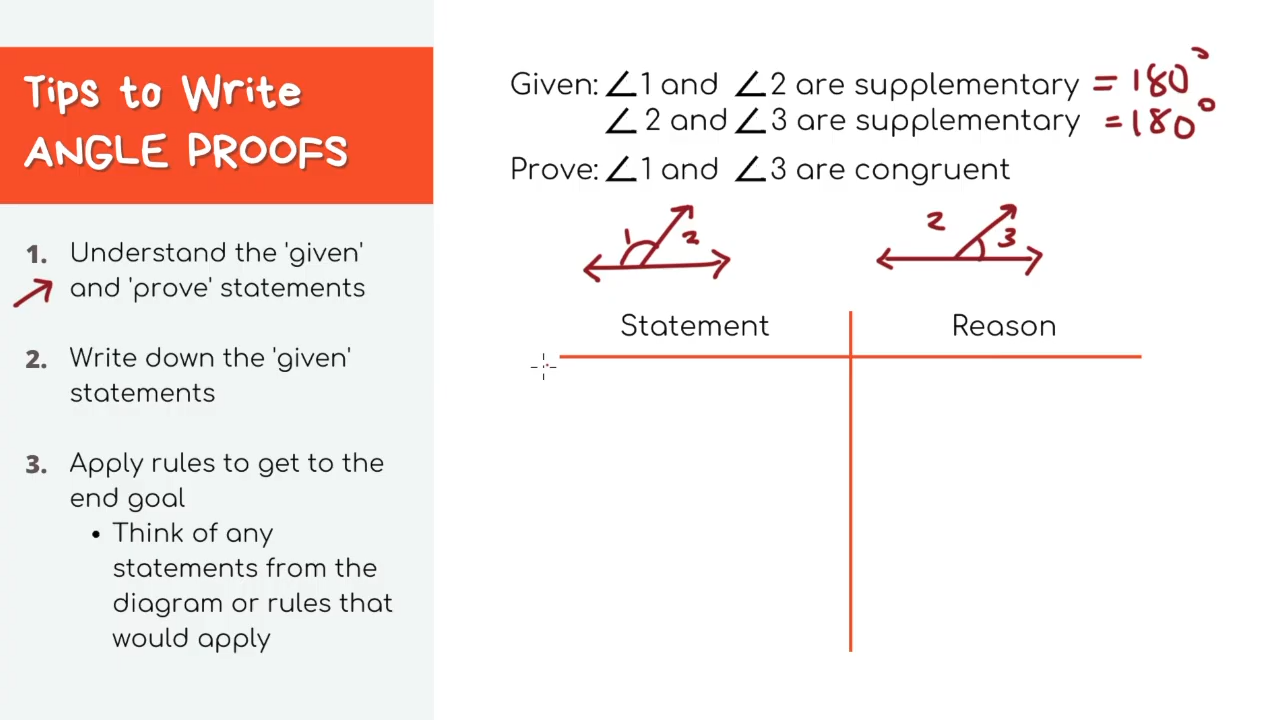 Tips to Write
ANGLE PROOFS
1. Understand the 'given'
and 'prove' statements
2. Write down the 'given'
statements
3. Apply rules to get to the
end goal
• Think of any
statements from the
diagram or rules that
would apply
Given: ∠1 and ∠2 are supplementary = 180°
∠2 and ∠3 are supplementary = 180°
Prove: ∠1 and ∠3 are congruent
1 2
2 3
Statement Reason